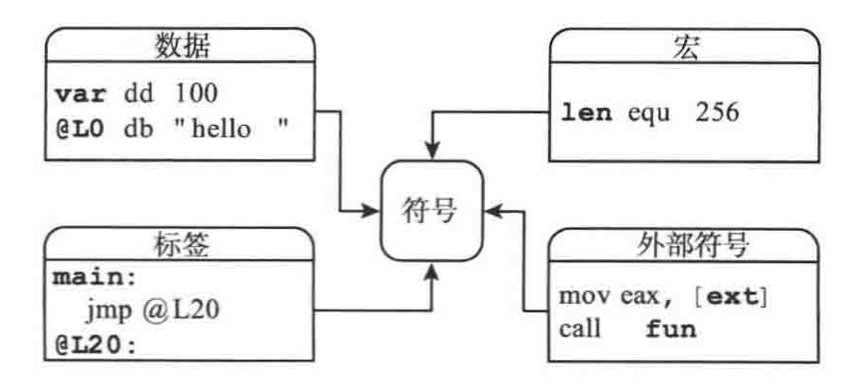 数据
var dd 100
@L0 db "hello "
宏
len equ 256
符号
标签
main:
jmp @L20
@L20:
外部符号
mov eax, [ext]
call fun